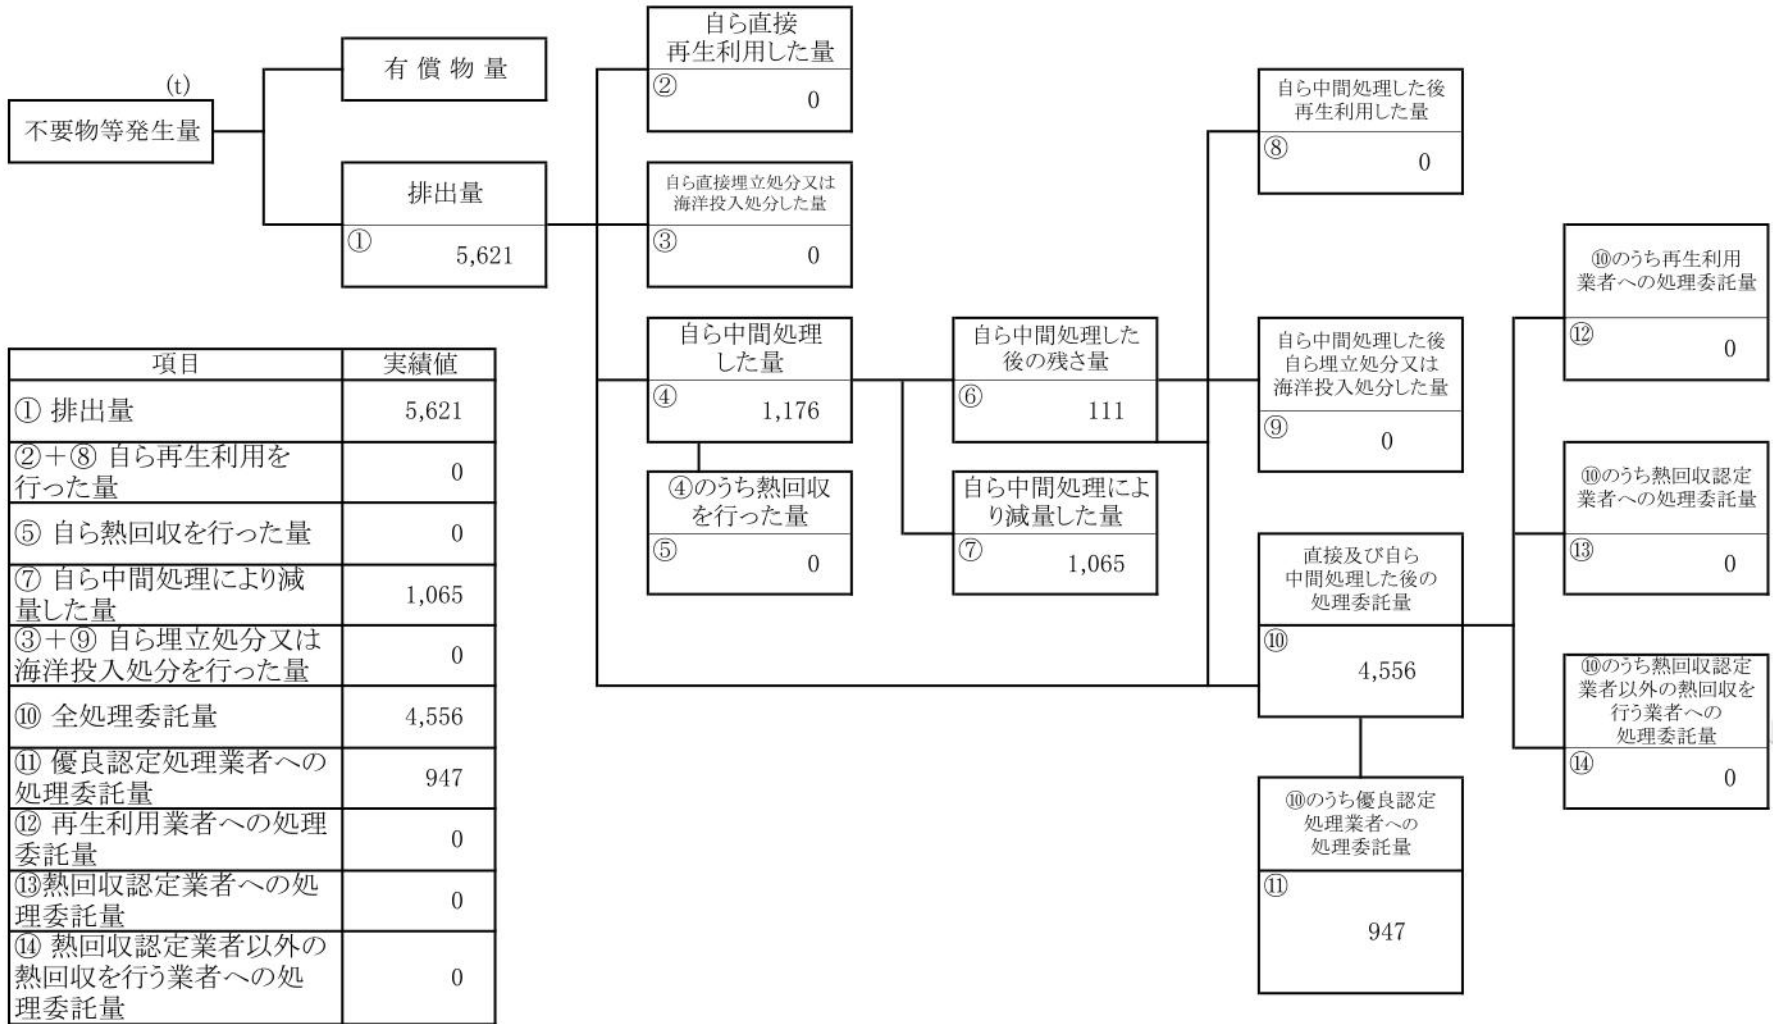 (t)
不要物等発生量
有 償 物 量
排出量
①
5,621
自ら直接
再生利用した量
②
0
自ら直接埋立処分又は
海洋投入処分した量
③
0
自ら中間処理
した量
④
1,176
④のうち熱回収
を行った量
⑤
0
自ら中間処理した
後の残さ量
⑥
111
自ら中間処理によ
り減量した量
⑦
1,065
自ら中間処理した後
再生利用した量
⑧
0
自ら中間処理した後
自ら埋立処分又は
海洋投入処分した量
⑨
0
直接及び自ら
中間処理した後の
処理委託量
⑩
4,556
⑩のうち優良認定
処理業者への
処理委託量
⑪
947
⑩のうち再生利用
業者への処理委託量
⑫
0
⑩のうち熱回収認定
業者への処理委託量
⑬
0
⑩のうち熱回収認定
業者以外の熱回収を
行う業者への
処理委託量
⑭
0
項目 実績値
① 排出量 5,621
②+⑧ 自ら再生利用を
行った量 0
⑤ 自ら熱回収を行った量 0
⑦ 自ら中間処理により減
量した量 1,065
③+⑨ 自ら埋立処分又は
海洋投入処分を行った量 0
⑩ 全処理委託量 4,556
⑪ 優良認定処理業者への
処理委託量 947
⑫ 再生利用業者への処理
委託量 0
⑬熱回収認定業者への処
理委託量 0
⑭ 熱回収認定業者以外の
熱回収を行う業者への処
理委託量 0